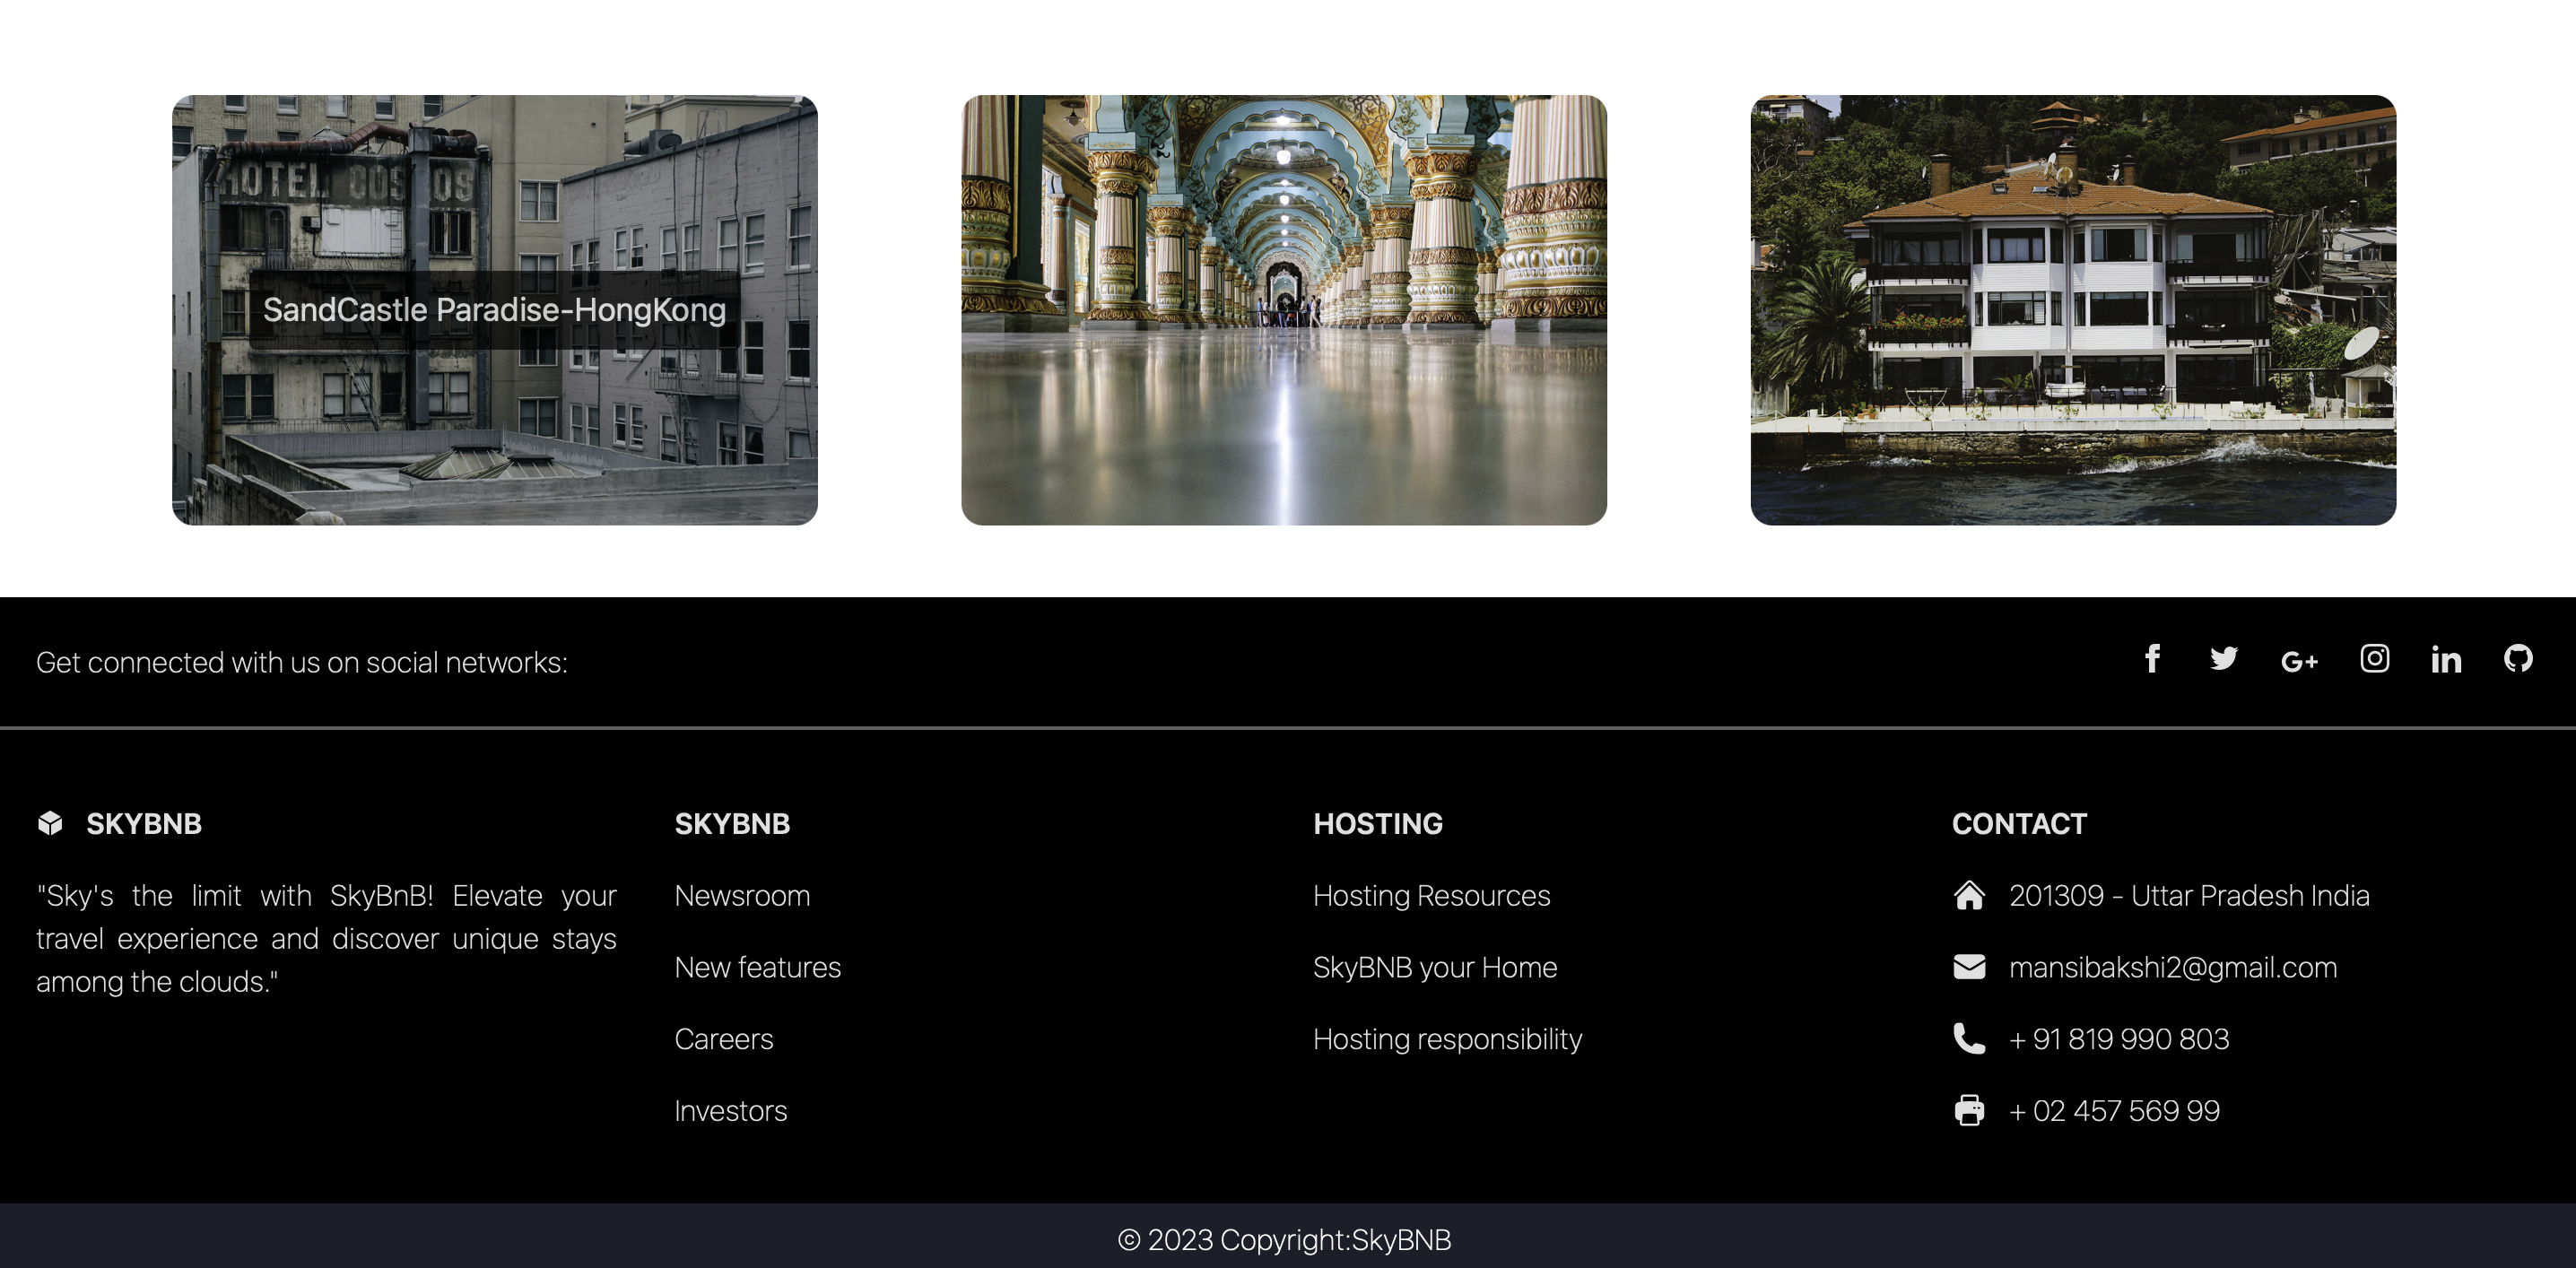 HOTEL
SandCastle Paradise-HongKong
Get connected with us on social networks:
SKYBNB
"Sky's the limit with SkyBnB! Elevate your
travel experience and discover unique stays
among the clouds."
SKYBNB
Newsroom
New features
Careers
Investors
HOSTING
Hosting Resources
SkyBNB your Home
Hosting responsibility
CONTACT
201309 - Uttar Pradesh India
mansibakshi2@gmail.com
+ 91 819 990 803
+ 02 457 569 99
© 2023 Copyright:SkyBNB